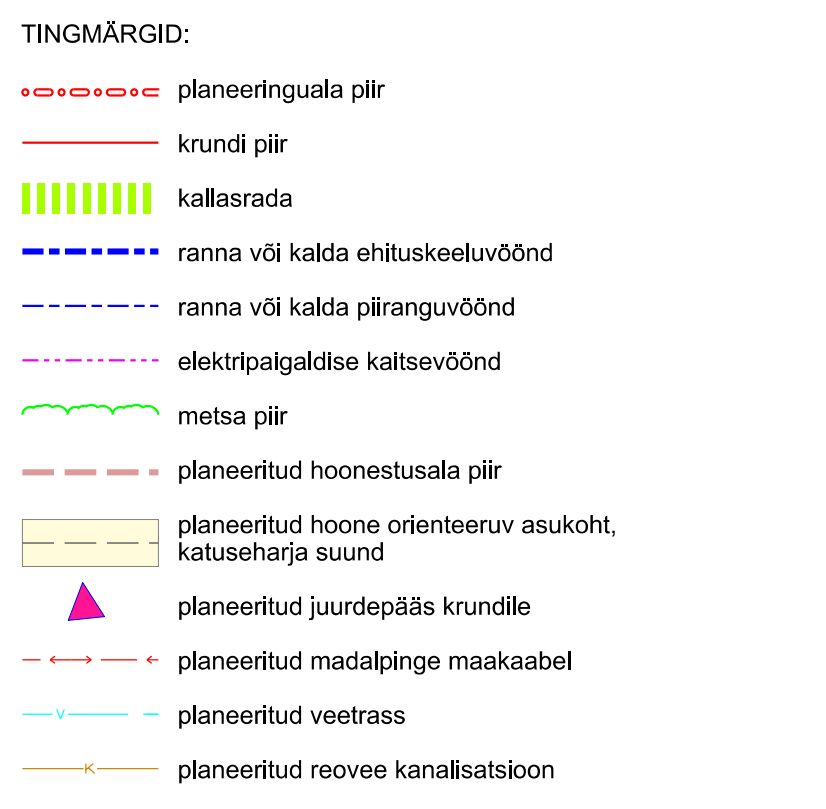 TINGMÄRGID:
planeeringuala piir
krundi piir
kallasrada
ranna või kalda ehituskeeluvöönd
ranna või kalda piiranguvöönd
elektripaigaldise kaitsevöönd
metsa piir
planeeritud hoonestusala piir
planeeritud hoone orienteeruv asukoht,
katuseharja suund
planeeritud juurdepääs krundile
planeeritud madalpinge maakaabel
V planeeritud veetrass
K planeeritud reovee kanalisatsioon